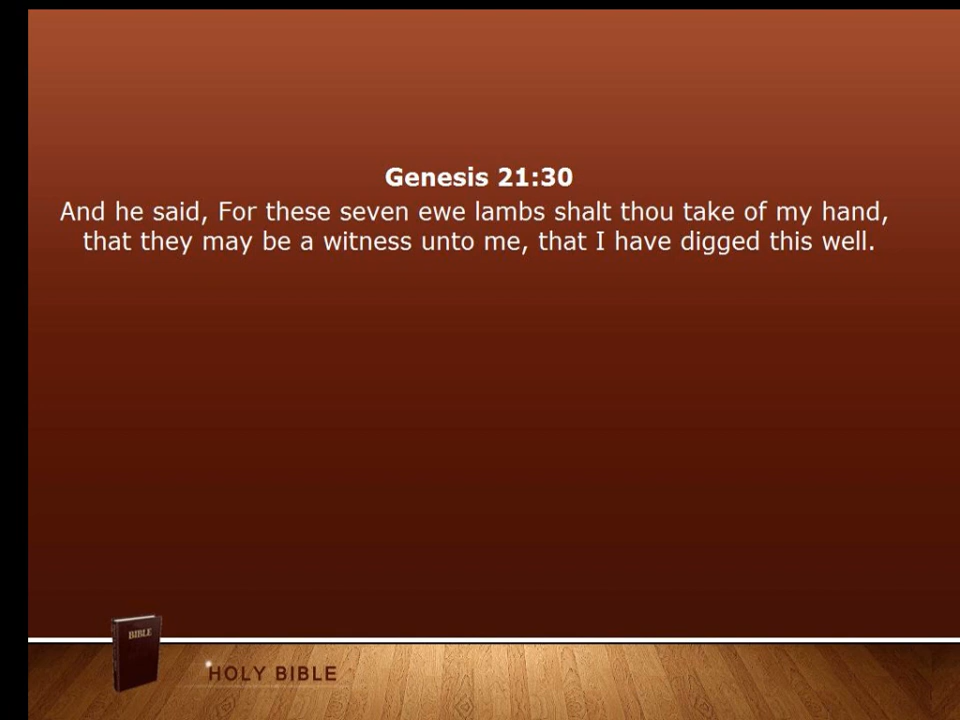 Genesis 21:30
And he said, For these seven ewe lambs shalt thou take of my hand,
that they may be a witness unto me, that I have digged this well.
BIBLE
HOLY BIBLE